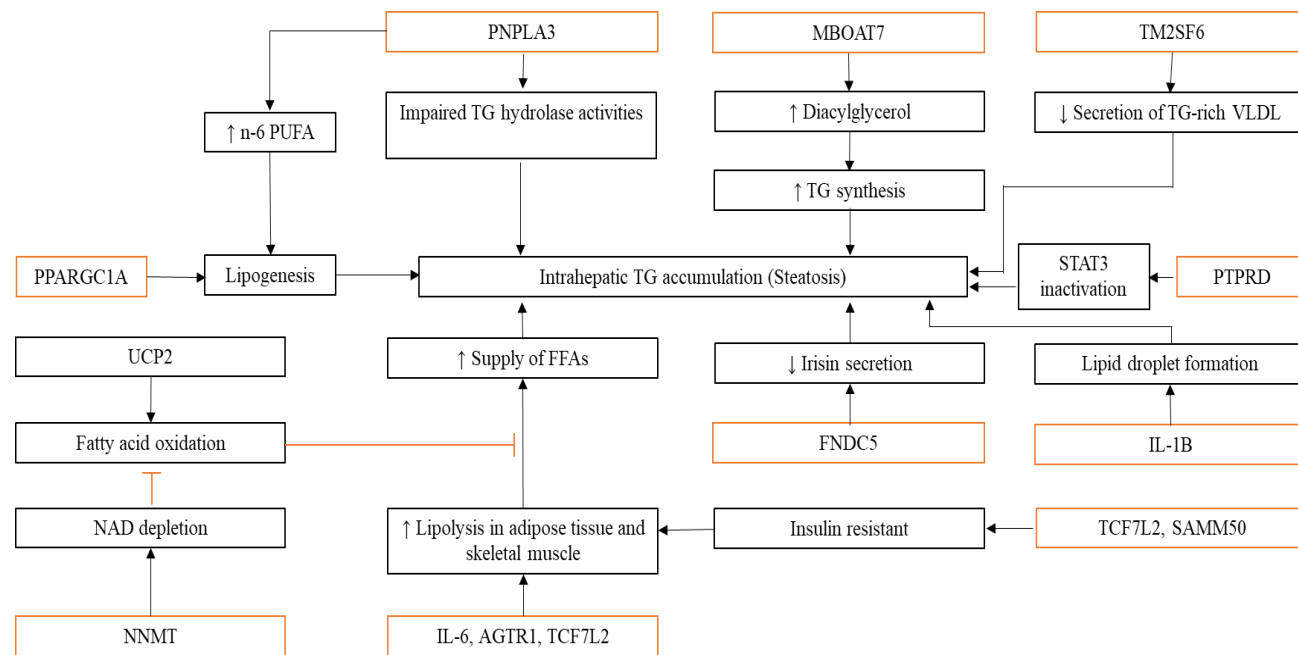 PNPLA3
MBOAT7
TM2SF6
↑ n-6 PUFA
Impaired TG hydrolase activities
↑ Diacylglycerol
↓ Secretion of TG-rich VLDL
↑ TG synthesis
PPARGC1A
Lipogenesis
Intrahepatic TG accumulation (Steatosis)
STAT3
inactivation
PTPRD
UCP2
↑ Supply of FFAs
↓ Irisin secretion
Lipid droplet formation
Fatty acid oxidation
FNDC5
IL-1B
NAD depletion
↑ Lipolysis in adipose tissue and
skeletal muscle
Insulin resistant
TCF7L2, SAMM50
NNMT
IL-6, AGTR1, TCF7L2